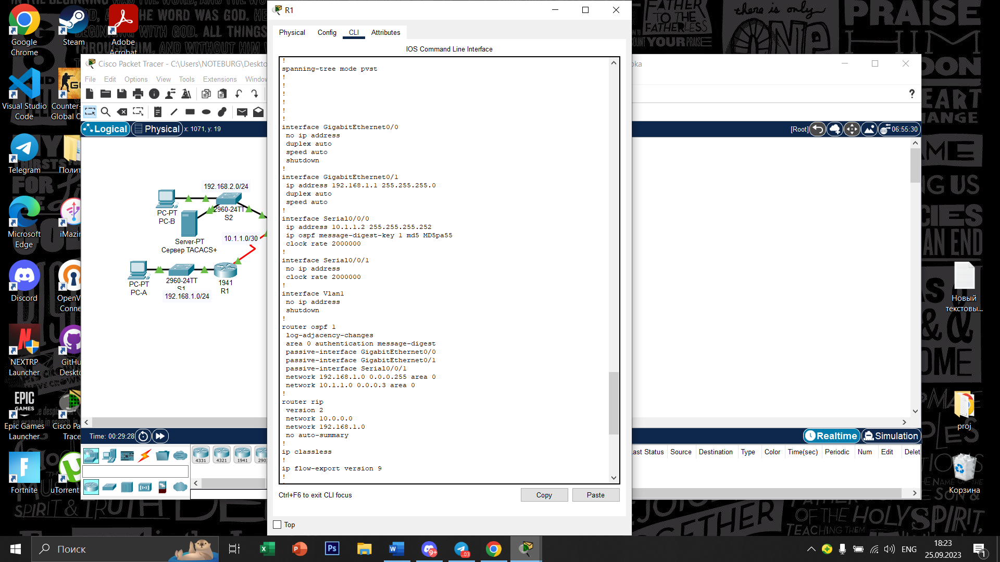 Google
Chrome
Steam
Adobe
Acrobat
Visual Studio
Code
Counter-
Global O
Telegram
Полит
Microsoft
Edge
iMazin
Discord
OpenV
Conne
NEXTRP
Launcher
GitHu
Deskto
EPIC
GAMES
Epic Games
Launcher
Cisco Pa
Trace
Fortnite
uTorrent
Cisco Packet Tracer - C:\Users\NOTEBURG\Deskto
File Edit Options View Tools Extensions Window
Logical
Physical
x: 1071, y: 19
[Root]
06:55:30
192.168.2.0/24
PC-PT
PC-B
2960-24TT
S2
Server-PT
Сервер TACACS+
10.1.1.0/30
PC-PT
PC-A
2960-24TT
S1
192.168.1.0/24
1941
R1
Time: 00:29:28
Realtime
Simulation
4331
4321
1941
290
ast Status Source Destination Type Color Time(sec) Periodic Num Edit Delet
R1
Physical Config CLI Attributes
IOS Command Line Interface
!
spanning-tree mode pvst
!
!
!
!
!
!
interface GigabitEthernet0/0
no ip address
duplex auto
speed auto
shutdown
!
interface GigabitEthernet0/1
ip address 192.168.1.1 255.255.255.0
duplex auto
speed auto
!
interface Serial0/0/0
ip address 10.1.1.2 255.255.255.252
ip ospf message-digest-key 1 md5 MD5pa55
clock rate 2000000
!
interface Serial0/0/1
no ip address
clock rate 2000000
!
interface Vlan1
no ip address
shutdown
!
router ospf 1
log-adjacency-changes
area 0 authentication message-digest
passive-interface GigabitEthernet0/0
passive-interface GigabitEthernet0/1
passive-interface Serial0/0/1
network 192.168.1.0 0.0.0.255 area 0
network 10.1.1.0 0.0.0.3 area 0
!
router rip
version 2
network 10.0.0.0
network 192.168.1.0
no auto-summary
!
ip classless
!
ip flow-export version 9
!
Ctrl+F6 to exit CLI focus
Copy
Paste
Top
Новый
текстовы...
proj
Корзина
Поиск
9+
..03
ENG
18:23
25.09.2023
1